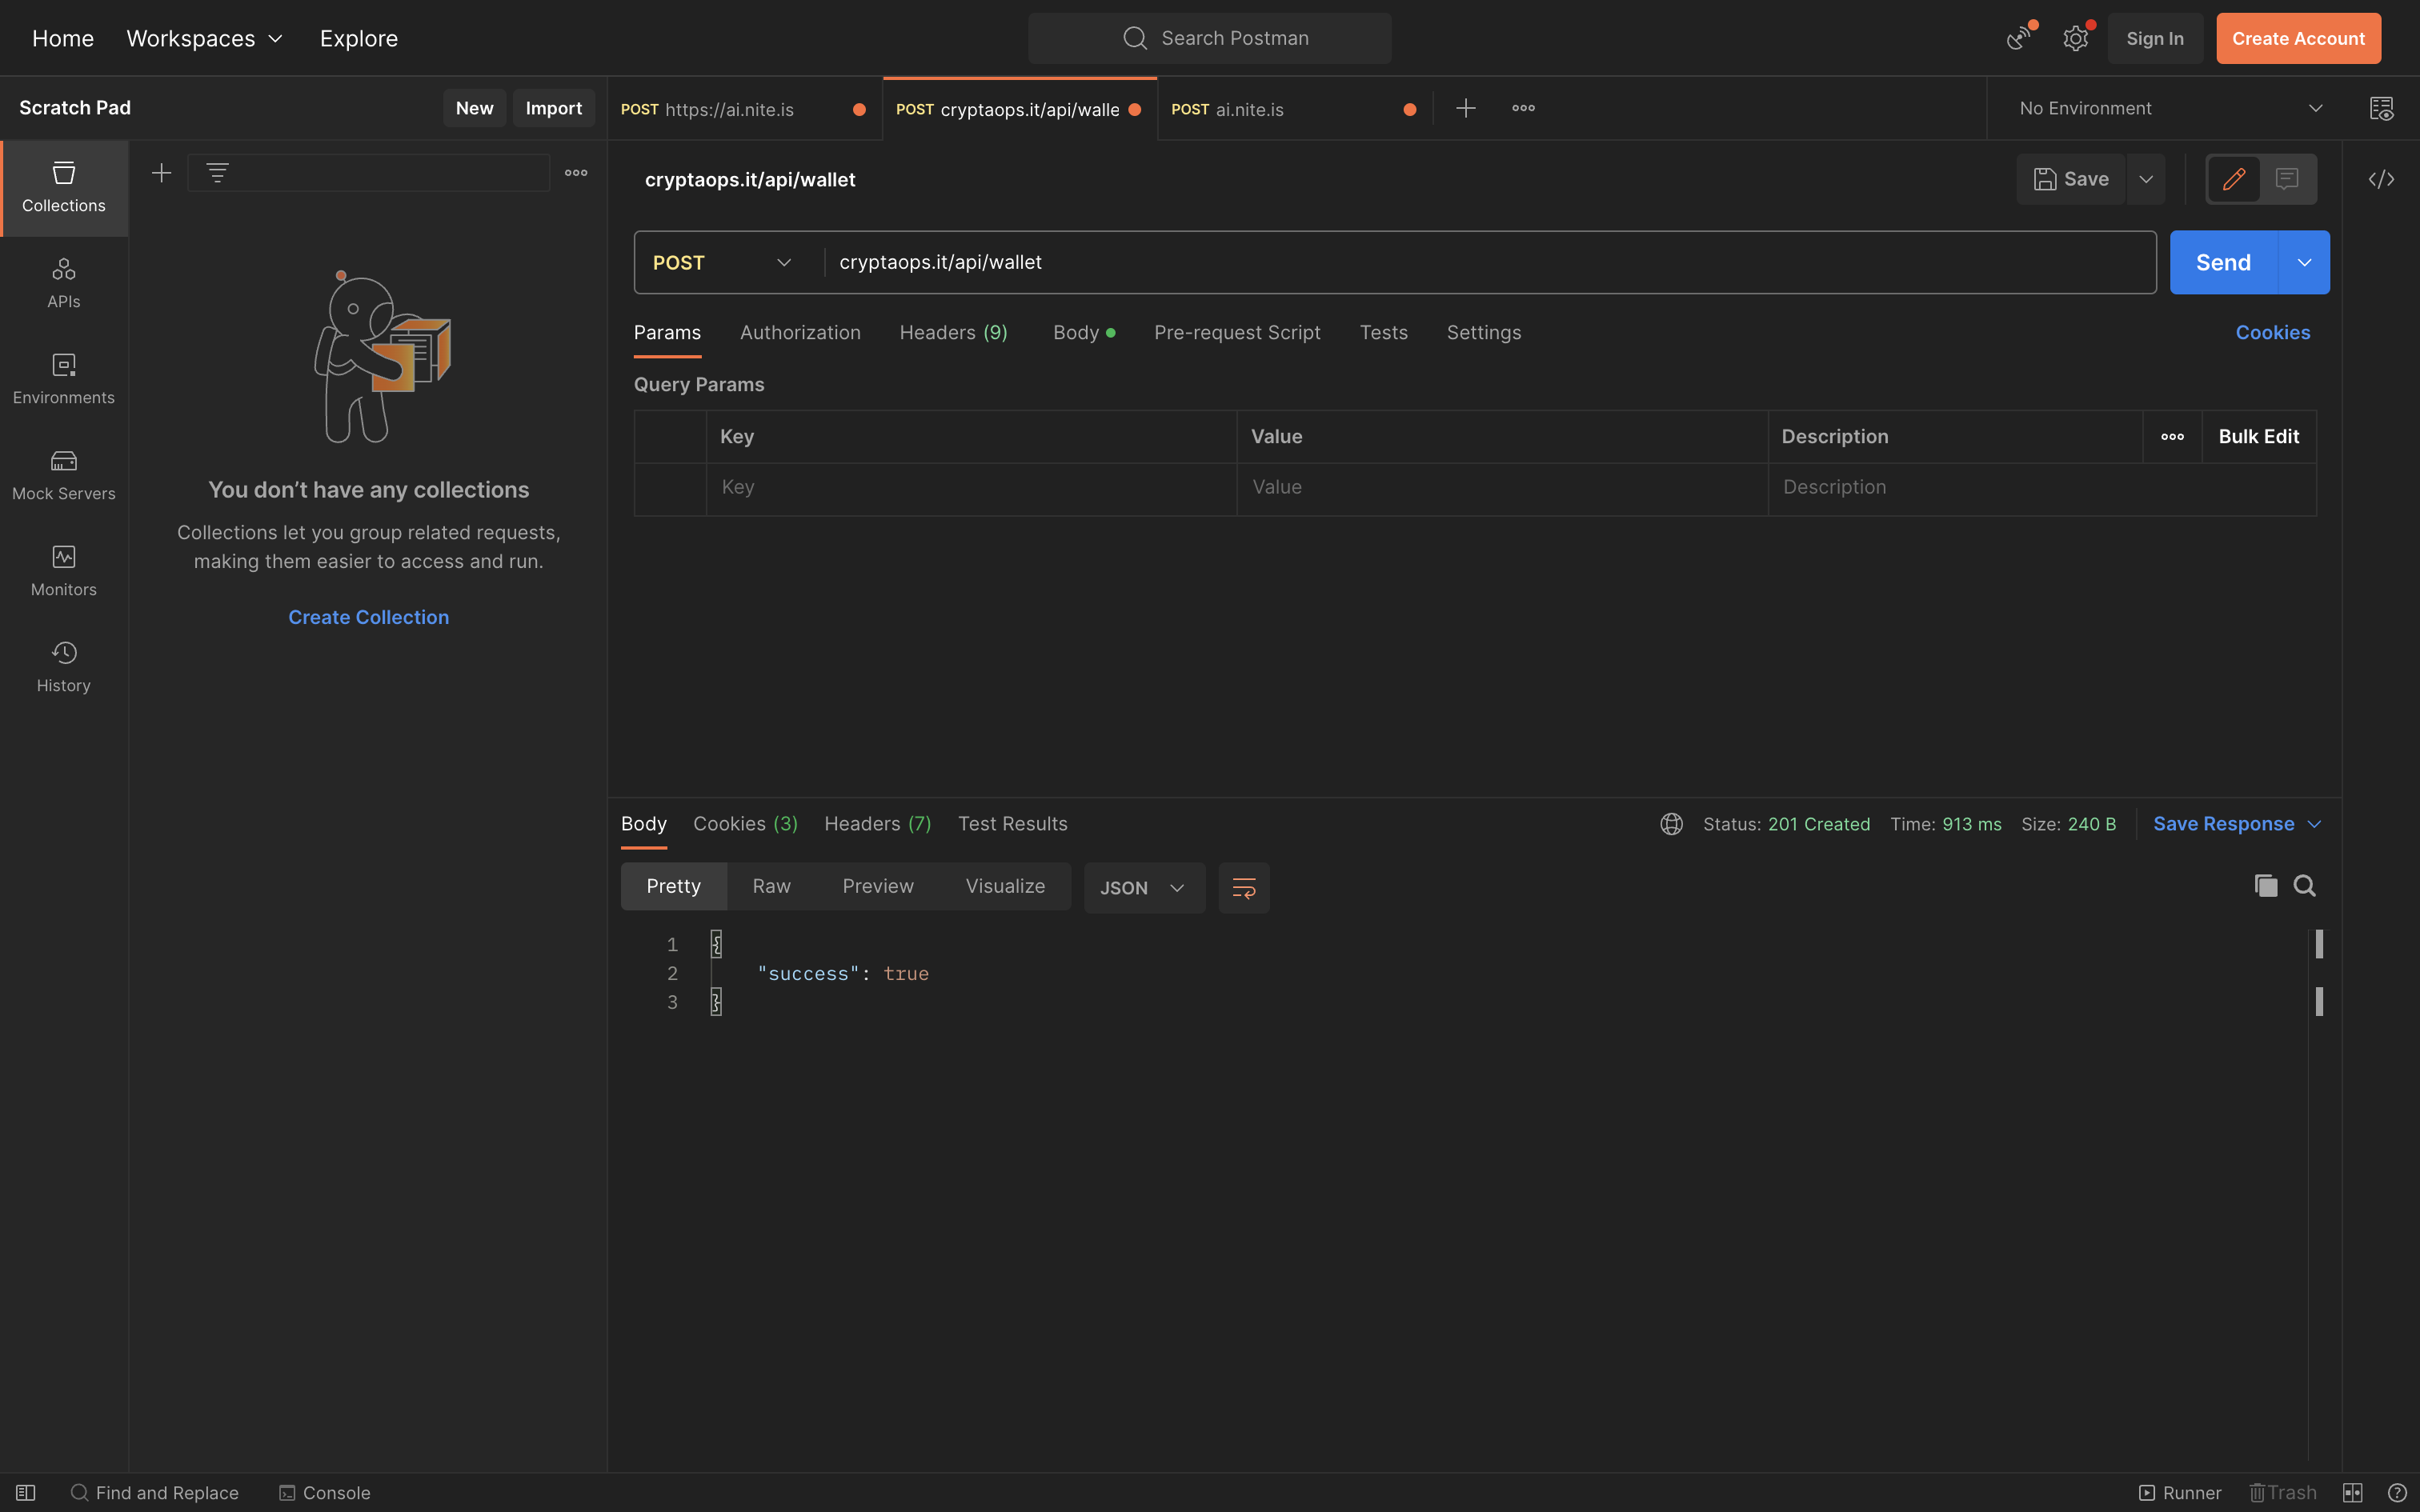 Home Workspaces Explore Search Postman Sign In Create Account
Scratch Pad New Import POST https://ai.nite.is POST cryptaops.it/api/walle POST ai.nite.is No Environment
Collections
APIs
Environments
Mock Servers
Monitors
History
You don’t have any collections
Collections let you group related requests,
making them easier to access and run.
Create Collection
cryptaops.it/api/wallet Save
POST cryptaops.it/api/wallet Send
Params Authorization Headers (9) Body Pre-request Script Tests Settings Cookies
Query Params
Key Value Description Bulk Edit
Key Value Description
Body Cookies (3) Headers (7) Test Results Status: 201 Created Time: 913 ms Size: 240 B Save Response
Pretty Raw Preview Visualize JSON
1 {
2 "success": true
3 }
Find and Replace Console Runner Trash